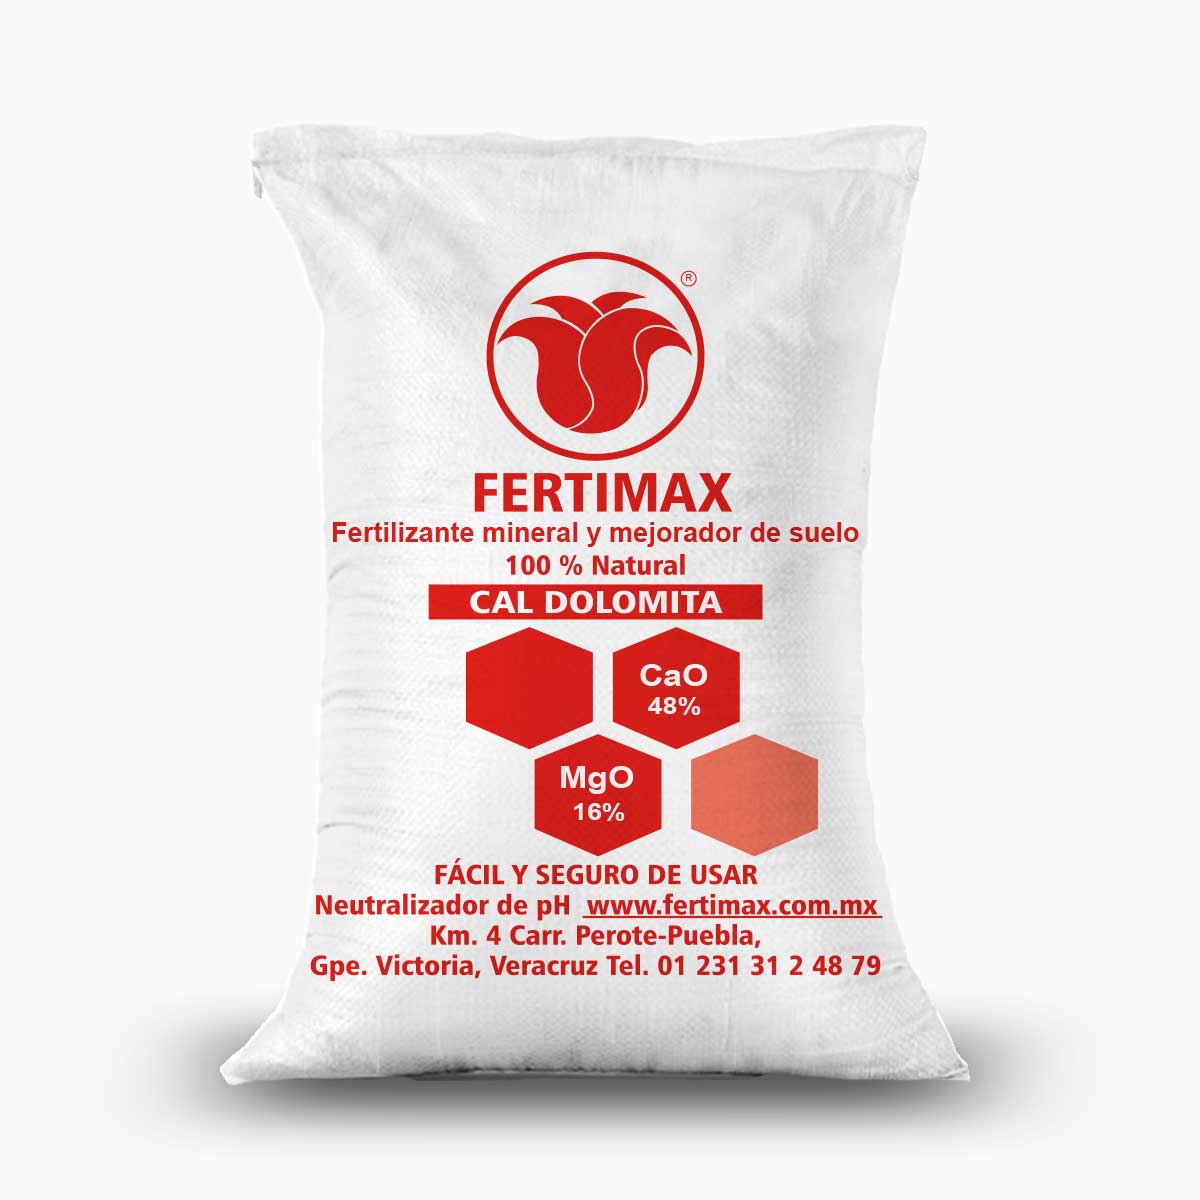 ®
FERTIMAX
Fertilizante mineral y mejorador de suelo
100 % Natural
CAL DOLOMITA
CaO
48%
MgO
16%
FÁCIL Y SEGURO DE USAR
Neutralizador de pH www.fertimax.com.mx
Km. 4 Carr. Perote-Puebla,
Gpe. Victoria, Veracruz Tel. 01 231 31 2 48 79